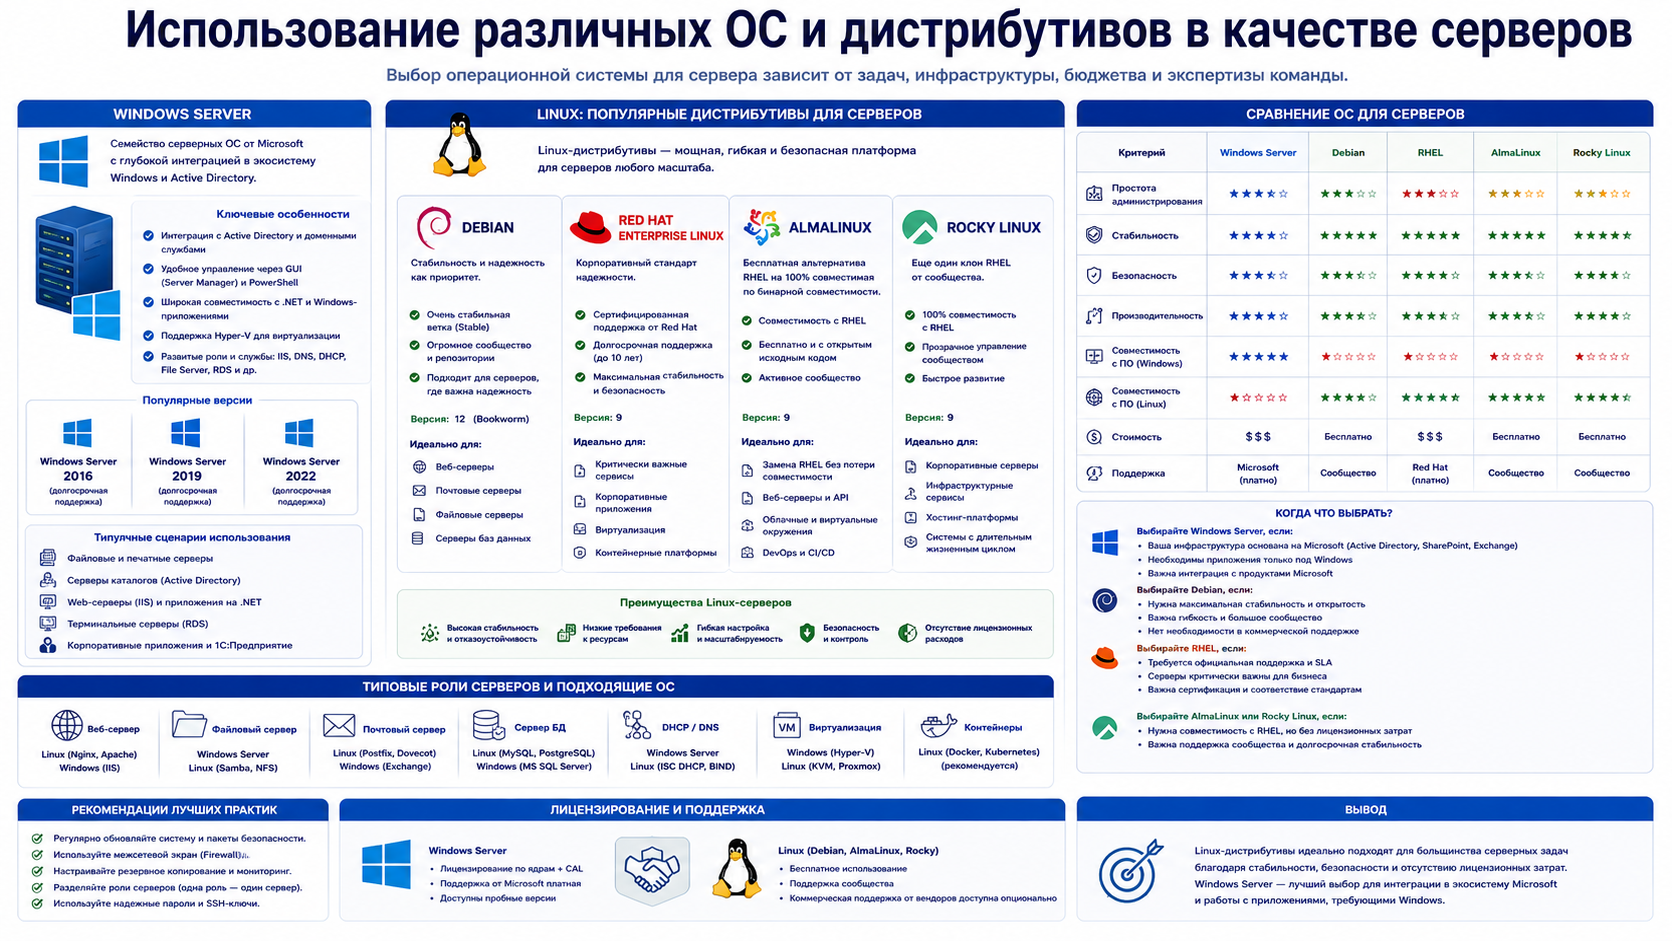 Использование различных ОС и дистрибутивов в качестве серверов
Выбор операционной системы для сервера зависит от задач, инфраструктуры, бюджетва и экспертизы команды.
WINDOWS SERVER
Семейство серверных ОС от Microsoft
с глубокой интеграцией в экосистему
Windows и Active Directory.
Ключевые особенности
Интеграция с Active Directory и доменными
службами
Удобное управление через GUI
(Server Manager) и PowerShell
Широкая совместимость с .NET и Windows-
приложениями
Поддержка Hyper-V для виртуализации
Развитые роли и службы: IIS, DNS, DHCP,
File Server, RDS и др.
Популярные версии
Windows Server
2016
(долгосрочная
поддержка)
Windows Server
2019
(долгосрочная
поддержка)
Windows Server
2022
(долгосрочная
поддержка)
Типулчные сценарии использования
Файловые и печатные серверы
Серверы каталогов (Active Directory)
Web-серверы (IIS) и приложения на .NET
Терминальные серверы (RDS)
Корпоративные приложения и 1С:Предприятие
LINUX: ПОПУЛЯРНЫЕ ДИСТРИБУТИВЫ ДЛЯ СЕРВЕРОВ
Linux-дистрибутивы — мощная, гибкая и безопасная платформа
для серверов любого масштаба.
DEBIAN
Стабильность и надежность
как приоритет.
Очень стабильная
ветка (Stable)
Огромное сообщество
и репозитории
Подходит для серверов,
где важна надежность
Версия: 12 (Bookworm)
Идеально для:
Веб-серверы
Почтовые серверы
Файловые серверы
Серверы баз данных
RED HAT
ENTERPRISE LINUX
Корпоративный стандарт
надежности.
Сертифицированная
поддержка от Red Hat
Долгосрочная поддержка
(до 10 лет)
Максимальная стабильность
и безопасность
Версия: 9
Идеально для:
Критически важные
сервисы
Корпоративные
приложения
Виртуализация
Контейнерные платформы
ALMALINUX
Бесплатная альтернатива
RHEL на 100% совместимая
по бинарной совместимости.
Совместимость с RHEL
Бесплатно и с открытым
исходным кодом
Активное сообщество
Версия: 9
Идеально для:
Замена RHEL без потери
совместимости
Веб-серверы и API
Облачные и виртуальные
окружения
DevOps и CI/CD
ROCKY LINUX
Еще один клон RHEL
от сообщества.
100% совместимость
с RHEL
Прозрачное управление
сообществом
Быстрое развитие
Версия: 9
Идеально для:
Корпоративные серверы
Инфраструктурные
сервисы
Хостинг-платформы
Системы с длительным
жизненным циклом
Преимущества Linux-серверов
Высокая стабильность
и отказоустойчивость
Низкие требования
к ресурсам
Гибкая настройка
и масштабируемость
Безопасность
и контроль
Отсутствие лицензионных
расходов
СРАВНЕНИЕ ОС ДЛЯ СЕРВЕРОВ
Критерий Windows Server Debian RHEL AlmaLinux Rocky Linux
Простота
администрирования
Стабильность
Безопасность
Производительность
Совместимость
с ПО (Windows)
Совместимость
с ПО (Linux)
Стоимость $$$ Бесплатно $$$ Бесплатно Бесплатно
Поддержка Microsoft
(платно) Сообщество Red Hat
(платно) Сообщество Сообщество
КОГДА ЧТО ВЫБРАТЬ?
Выбирайте Windows Server, если:
• Ваша инфраструктура основана на Microsoft (Active Directory, SharePoint, Exchange)
• Необходимы приложения только под Windows
• Важна интеграция с продуктами Microsoft
Выбирайте Debian, если:
• Нужна максимальная стабильность и открытость
• Важна гибкость и большое сообщество
• Нет необходимости в коммерческой поддержке
Выбирайте RHEL, если:
• Требуется официальная поддержка и SLA
• Серверы критически важны для бизнеса
• Важна сертификация и соответствие стандартам
Выбирайте AlmaLinux или Rocky Linux, если:
• Нужна совместимость с RHEL, но без лицензионных затрат
• Важна поддержка сообщества и долгосрочная стабильность
ТИПОВЫЕ РОЛИ СЕРВЕРОВ И ПОДХОДЯЩИЕ ОС
Веб-сервер
Linux (Nginx, Apache)
Windows (IIS)
Файловый сервер
Windows Server
Linux (Samba, NFS)
Почтовый сервер
Linux (Postfix, Dovecot)
Windows (Exchange)
Сервер БД
Linux (MySQL, PostgreSQL)
Windows (MS SQL Server)
DHCP / DNS
Windows Server
Linux (ISC DHCP, BIND)
VM
Виртуализация
Windows (Hyper-V)
Linux (KVM, Proxmox)
Контейнеры
Linux (Docker, Kubernetes)
(рекомендуется)
РЕКОМЕНДАЦИИ ЛУЧШИХ ПРАКТИК
Регулярно обновляйте систему и пакеты безопасности.
Используйте межсетевой экран (Firewall).
Настраивайте резервное копирование и мониторинг.
Разделяйте роли серверов (одна роль — один сервер).
Используйте надежные пароли и SSH-ключи.
ЛИЦЕНЗИРОВАНИЕ И ПОДДЕРЖКА
Windows Server
• Лицензирование по ядрам + CAL
• Поддержка от Microsoft платная
• Доступны пробные версии
Linux (Debian, AlmaLinux, Rocky)
• Бесплатное использование
• Поддержка сообщества
• Коммерческая поддержка от вендоров доступна опционально
ВЫВОД
Linux-дистрибутивы идеально подходят для большинства серверных задач
благодаря стабильности, безопасности и отсутствию лицензионных затрат.
Windows Server — лучший выбор для интеграции в экосистему Microsoft
и работы с приложениями, требующими Windows.